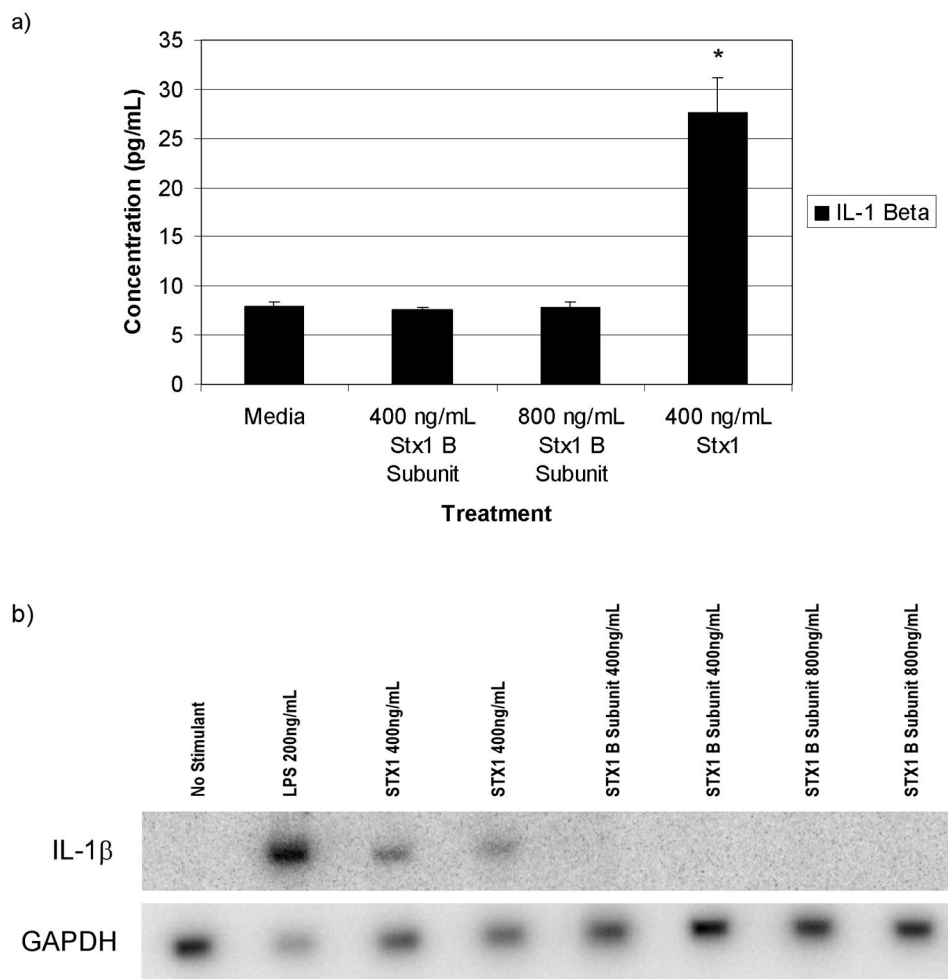 a)
35
30
25
20
15
10
5
0
Concentration (pg/mL)
*
IL-1 Beta
Media
400 ng/mL
Stx1 B
Subunit
800 ng/mL
Stx1 B
Subunit
400 ng/mL
Stx1
Treatment
b)
No Stimulant
LPS 200ng/mL
STX1 400ng/mL
STX1 400ng/mL
STX1 B Subunit 400ng/mL
STX1 B Subunit 400ng/mL
STX1 B Subunit 800ng/mL
STX1 B Subunit 800ng/mL
IL-1β
GAPDH